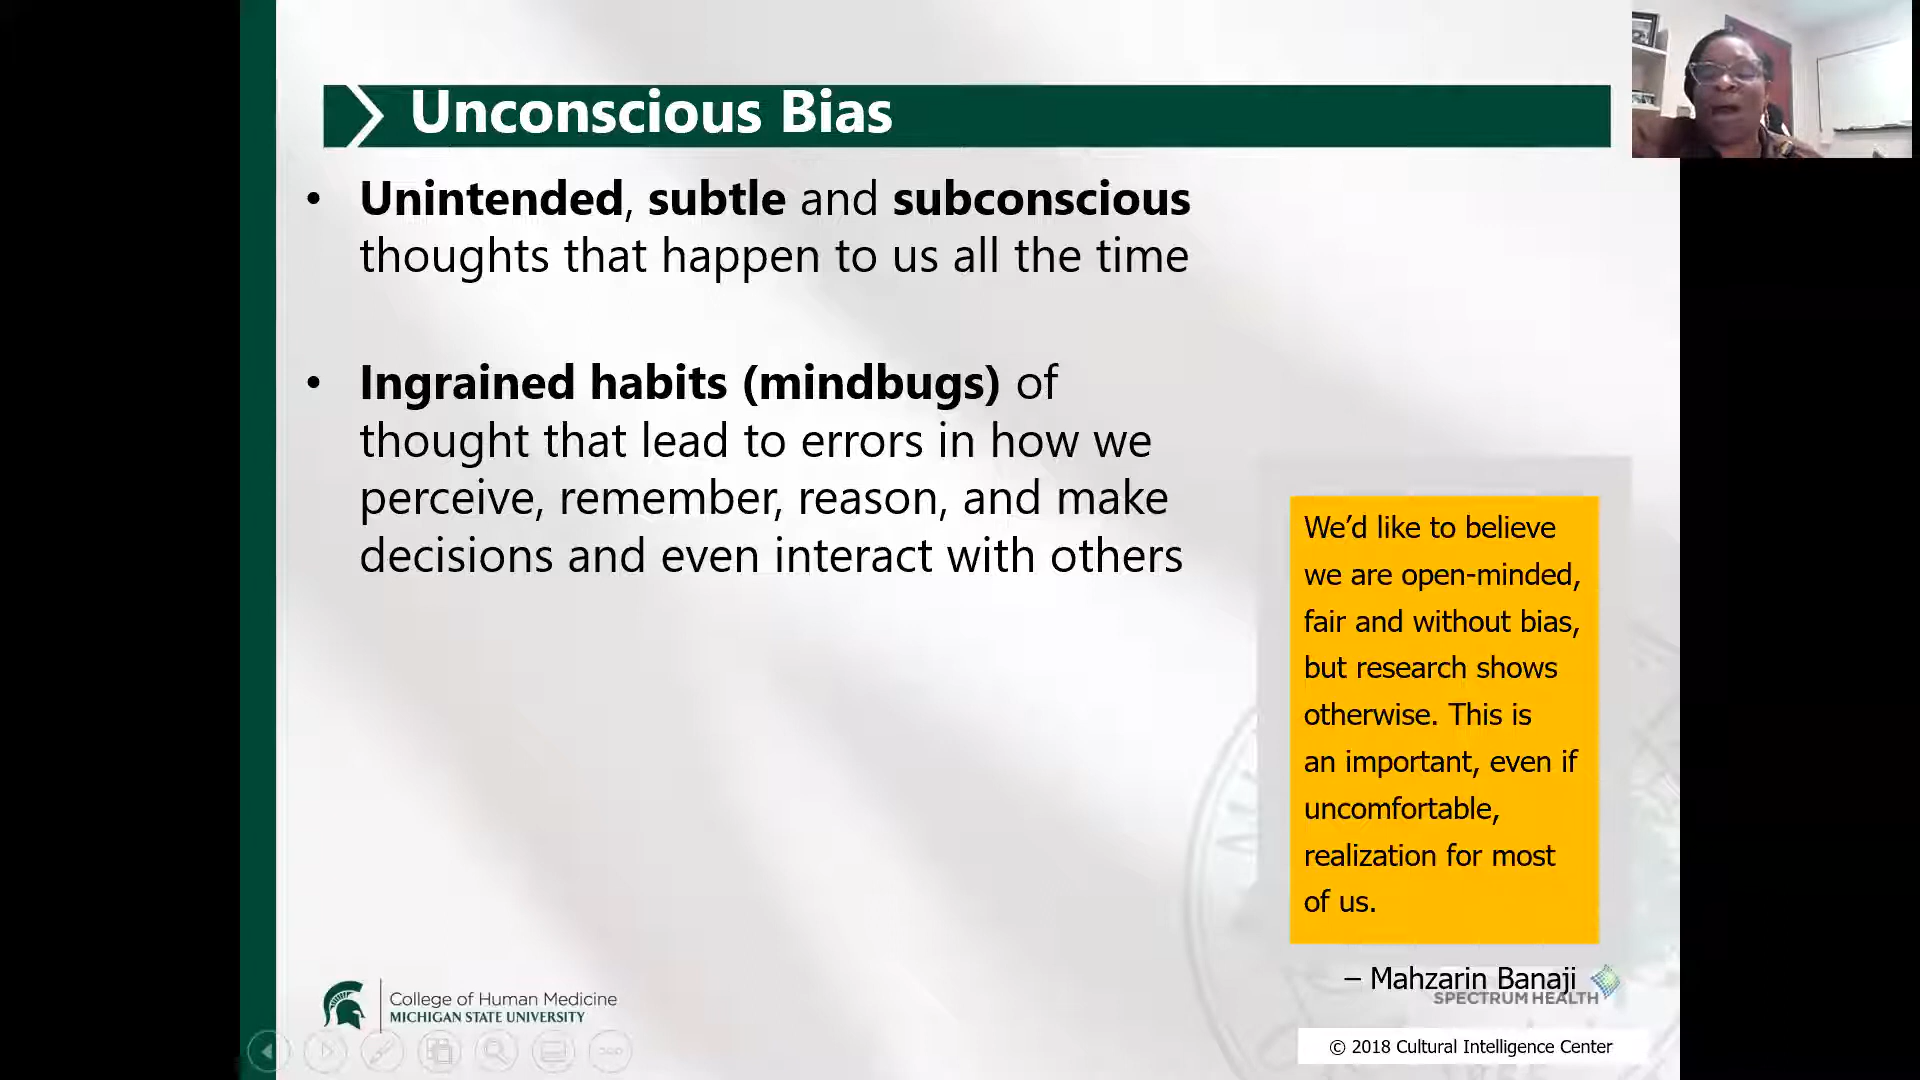 Unconscious Bias
• Unintended, subtle and subconscious
thoughts that happen to us all the time
• Ingrained habits (mindbugs) of
thought that lead to errors in how we
perceive, remember, reason, and make
decisions and even interact with others
We’d like to believe
we are open-minded,
fair and without bias,
but research shows
otherwise. This is
an important, even if
uncomfortable,
realization for most
of us.
– Mahzarin Banaji
SPECTRUM HEALTH
College of Human Medicine
MICHIGAN STATE UNIVERSITY
© 2018 Cultural Intelligence Center